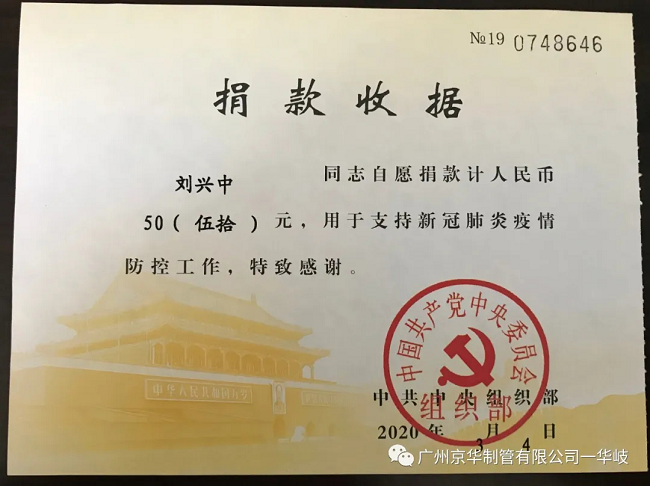 №19 0748646
捐款收据
刘兴中 同志自愿捐款计人民币
50(伍拾)元，用于支持新冠肺炎疫情
防控工作，特致感谢。
中国共产党中央委员会
组织部
中共中央组织部
2020年3月4日
中华人民共和国万岁
广州京华制管有限公司一华岐